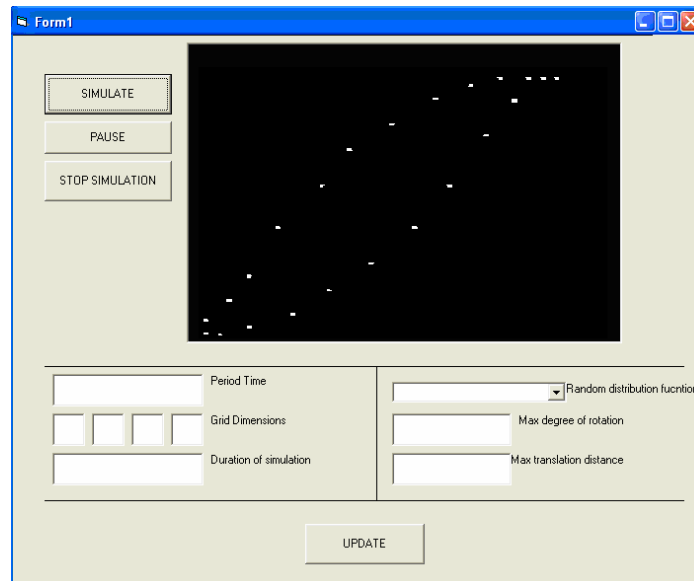 Form1
SIMULATE
PAUSE
STOP SIMULATION
Period Time
Grid Dimensions
Duration of simulation
Random distribution fucntion
Max degree of rotation
Max translation distance
UPDATE